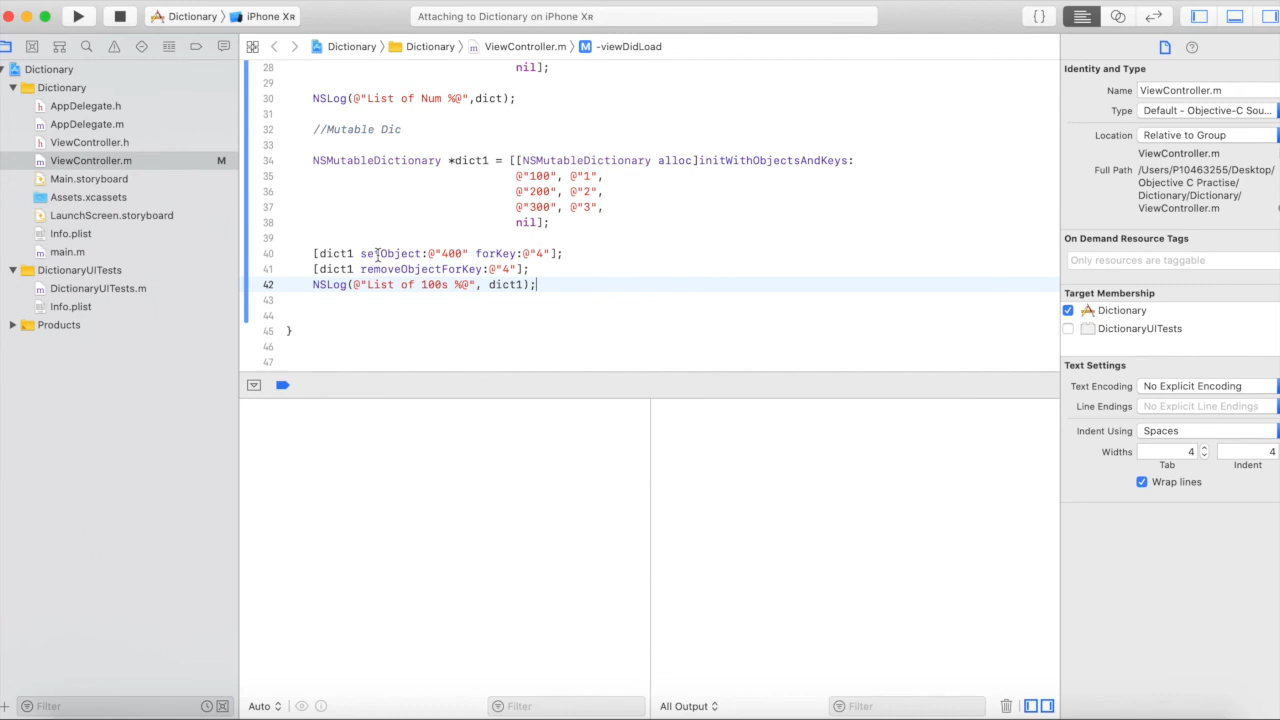 Dictionary iPhone XR Attaching to Dictionary on iPhone XR { }
Dictionary Dictionary ViewController.m M -viewDidLoad
Dictionary
Dictionary
AppDelegate.h
AppDelegate.m
ViewController.h
ViewController.m M
Main.storyboard
Assets.xcassets
LaunchScreen.storyboard
Info.plist
main.m
DictionaryUITests
DictionaryUITests.m
Info.plist
Products
Filter
28 nil];
29
30 NSLog(@"List of Num %@",dict);
31
32 //Mutable Dic
33
34 NSMutableDictionary *dict1 = [[NSMutableDictionary alloc]initWithObjectsAndKeys:
35 @"100", @"1",
36 @"200", @"2",
37 @"300", @"3",
38 nil];
39
40 [dict1 setObject:@"400" forKey:@"4"];
41 [dict1 removeObjectForKey:@"4"];
42 NSLog(@"List of 100s %@", dict1);
43
44
45 }
46
47
Auto Filter
All Output Filter
Identity and Type
Name ViewController.m
Type Default - Objective-C Sou...
Location Relative to Group
ViewController.m
Full Path /Users/P10463255/Desktop/
Objective C Practise/
Dictionary/Dictionary/
ViewController.m
On Demand Resource Tags
Only resources are taggable
Target Membership
Dictionary
DictionaryUITests
Text Settings
Text Encoding No Explicit Encoding
Line Endings No Explicit Line Endings
Indent Using Spaces
Widths 4 4
Tab Indent
Wrap lines